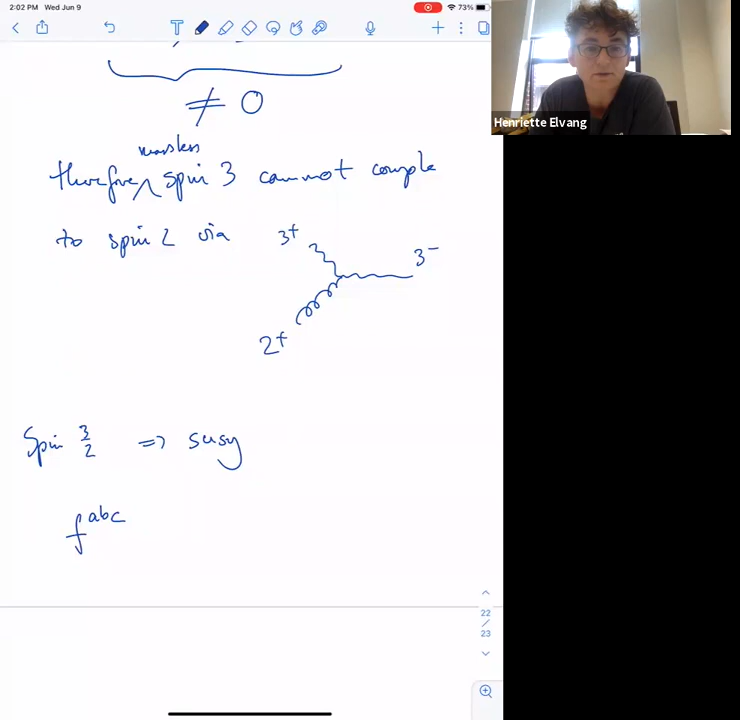 2:02 PM Wed Jun 9
73%
≠ 0
massless
therefore, spin 3 cannot couple
to spin 2 via
3+
3-
2+
Spin 3/2 => susy
f^abc
22
/
23
Henriette Elvang
T